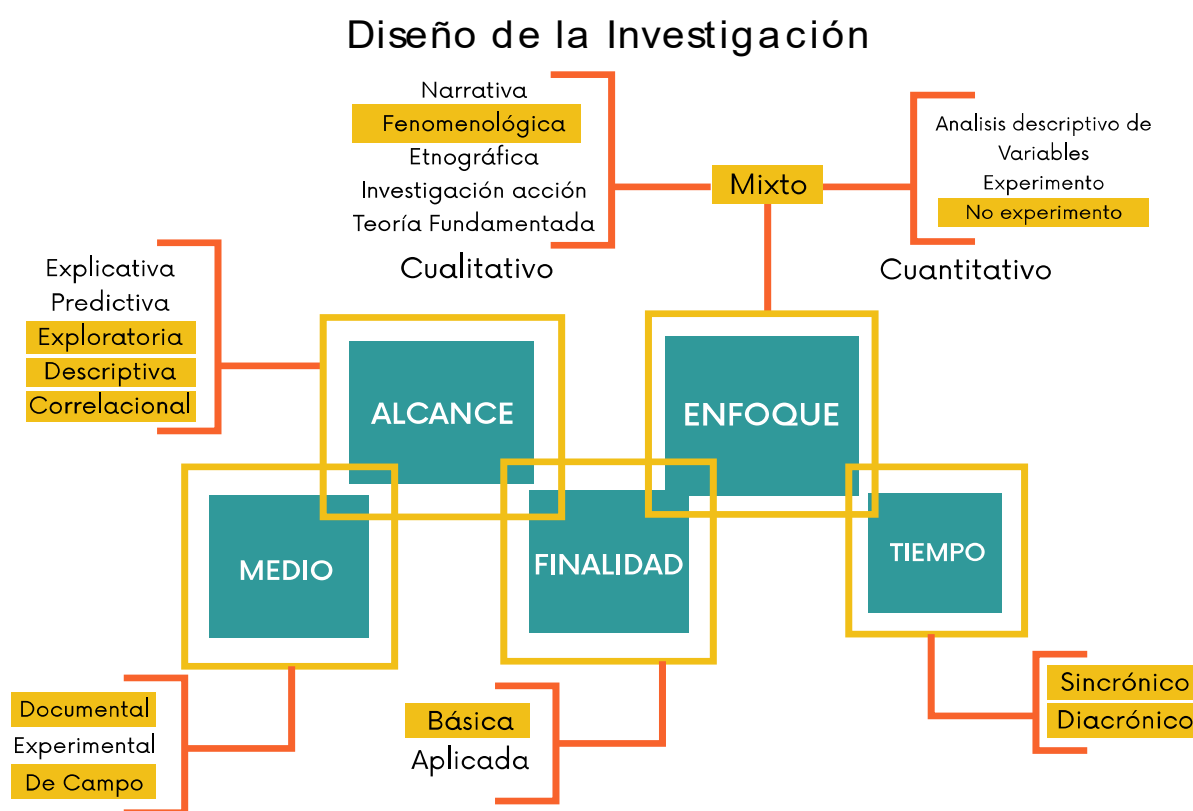 Diseño de la Investigación
Narrativa
Fenomenológica
Etnográfica
Investigación acción
Teoría Fundamentada
Cualitativo
Mixto
Analisis descriptivo de
Variables
Experimento
No experimento
Cuantitativo
Explicativa
Predictiva
Exploratoria
Descriptiva
Correlacional
ALCANCE
ENFOQUE
MEDIO
FINALIDAD
TIEMPO
Documental
Experimental
De Campo
Básica
Aplicada
Sincrónico
Diacrónico